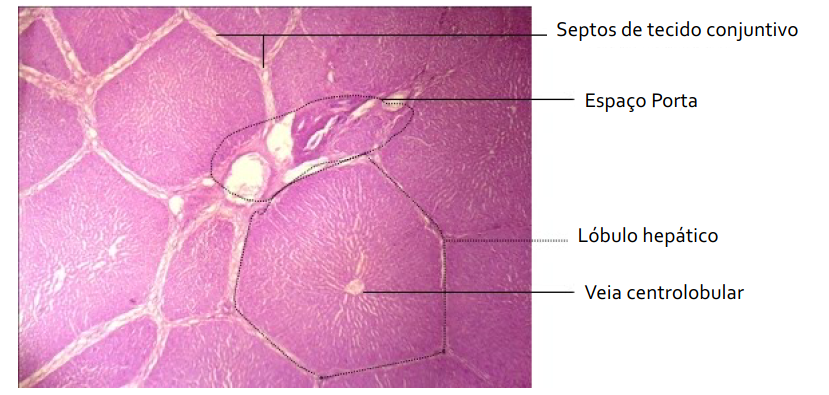 Septos de tecido conjuntivo
Espaço Porta
Lóbulo hepático
Veia centrolobular